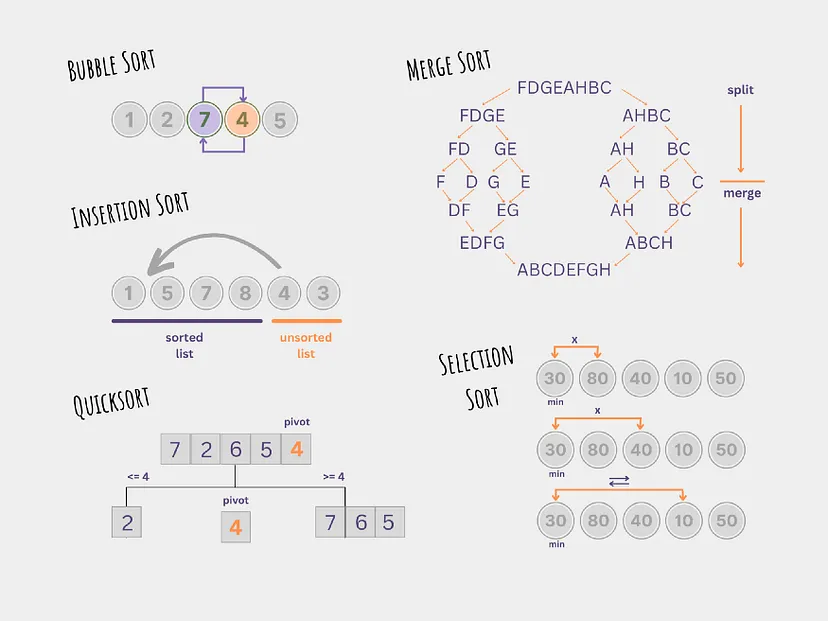 BUBBLE SORT
1 2 7 4 5
INSERTION SORT
1 5 7 8 4 3
sorted
list
unsorted
list
QUICKSORT
pivot
7 2 6 5 4
<= 4
>= 4
pivot
2
4
7 6 5
MERGE SORT
FDGEAHBC
FDGE AHBC
FD GE AH BC
F D G E A H B C
DF EG AH BC
EDFG ABCH
ABCDEFGH
split
merge
SELECTION
SORT
x
30 80 40 10 50
min
x
30 80 40 10 50
min
30 80 40 10 50
min